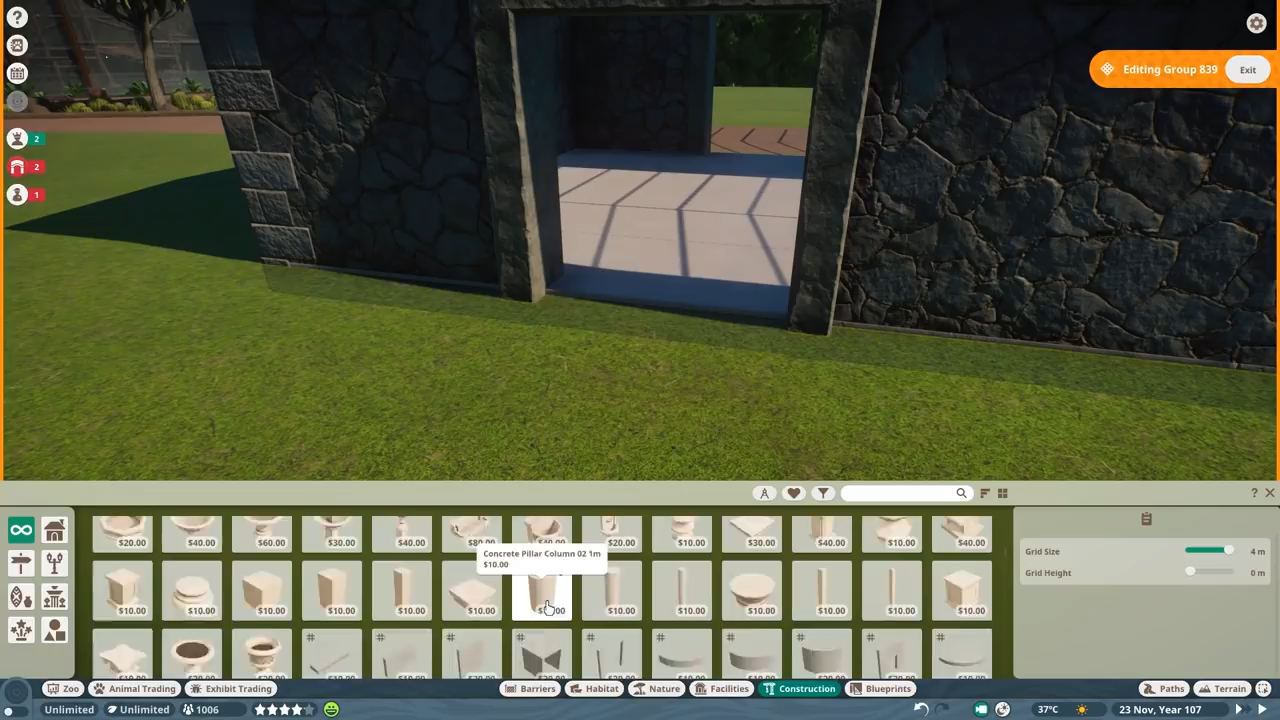 ?
Editing Group 839
Exit
2
2
1
? ×
$20.00 $40.00 $60.00 $30.00 $40.00 $20.00 $10.00 $30.00 $40.00 $10.00 $40.00
Concrete Pillar Column 02 1m
$10.00
Grid Size 4 m
Grid Height 0 m
$10.00 $10.00 $10.00 $10.00 $10.00 $10.00 $10.00 $10.00 $10.00 $10.00 $10.00 $10.00
# # # # # # # # # #
Zoo Animal Trading Exhibit Trading Barriers Habitat Nature Facilities Construction Blueprints Paths Terrain
Unlimited Unlimited 1006 37°C 23 Nov, Year 107